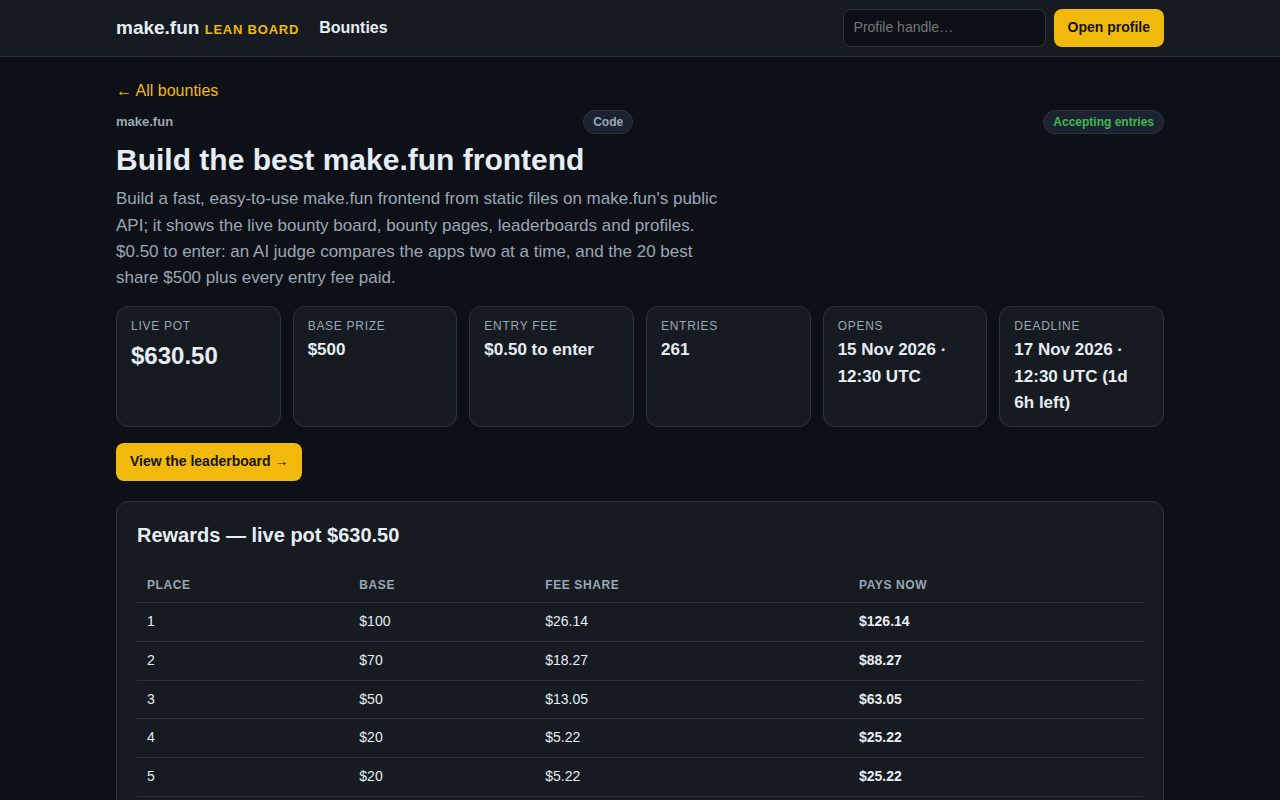 make.fun LEAN BOARD Bounties Profile handle… Open profile
← All bounties
make.fun Code Accepting entries
Build the best make.fun frontend
Build a fast, easy-to-use make.fun frontend from static files on make.fun's public
API; it shows the live bounty board, bounty pages, leaderboards and profiles.
$0.50 to enter: an AI judge compares the apps two at a time, and the 20 best
share $500 plus every entry fee paid.
LIVE POT
$630.50
BASE PRIZE
$500
ENTRY FEE
$0.50 to enter
ENTRIES
261
OPENS
15 Nov 2026 ·
12:30 UTC
DEADLINE
17 Nov 2026 ·
12:30 UTC (1d
6h left)
View the leaderboard →
Rewards — live pot $630.50
PLACE BASE FEE SHARE PAYS NOW
1 $100 $26.14 $126.14
2 $70 $18.27 $88.27
3 $50 $13.05 $63.05
4 $20 $5.22 $25.22
5 $20 $5.22 $25.22